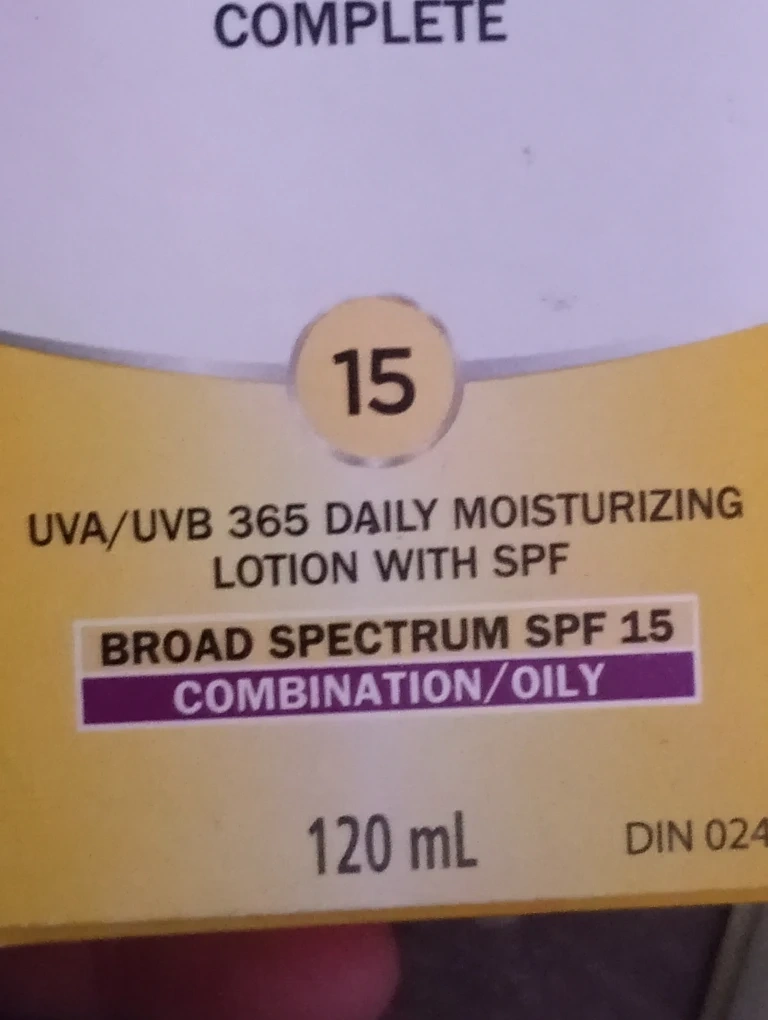 COMPLETE
15
UVA/UVB 365 DAILY MOISTURIZING
LOTION WITH SPF
BROAD SPECTRUM SPF 15
COMBINATION/OILY
120 mL
DIN 024